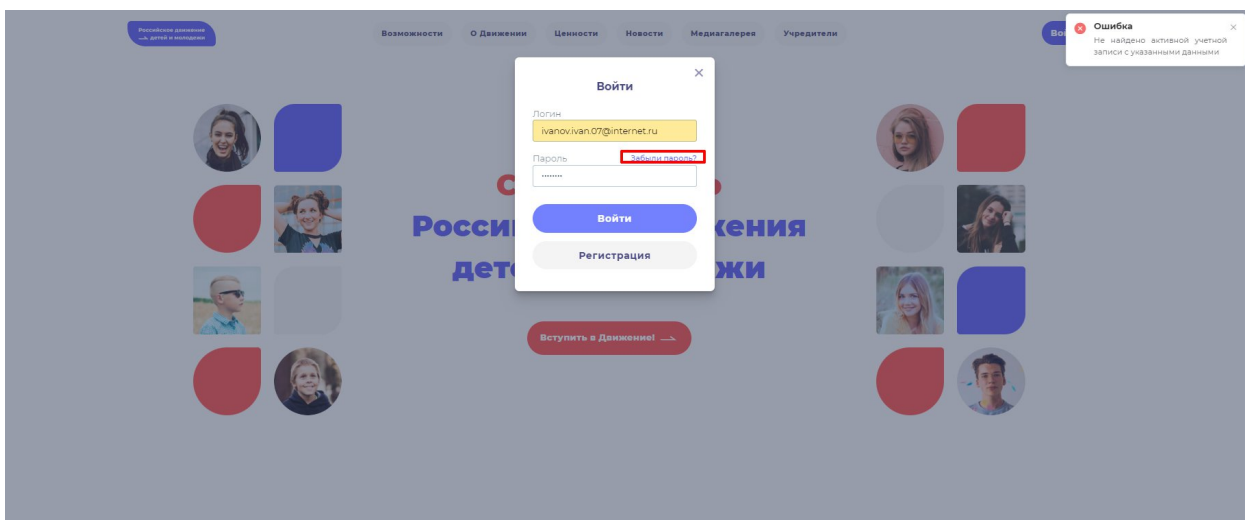 Российское движение
детей и молодежи
Возможности О Движении Ценности Новости Медиагалерея Учредители
Ошибка
Не найдено активной учетной
записи с указанными данными
Войти
Логин
ivanov.ivan.07@internet.ru
Пароль Забыли пароль?
Войти
Регистрация
Вступить в Движение!